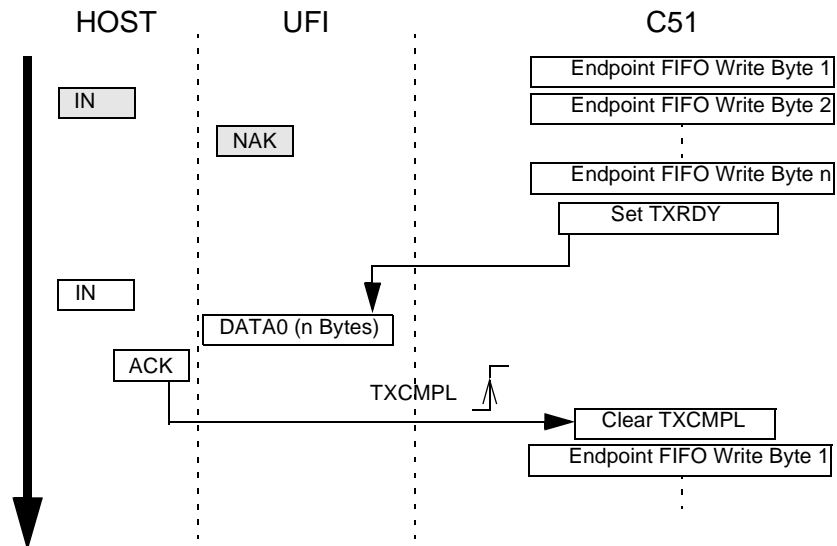 HOST UFI C51
Endpoint FIFO Write Byte 1
IN Endpoint FIFO Write Byte 2
NAK
Endpoint FIFO Write Byte n
Set TXRDY
IN
DATA0 (n Bytes)
ACK
TXCMPL
Clear TXCMPL
Endpoint FIFO Write Byte 1